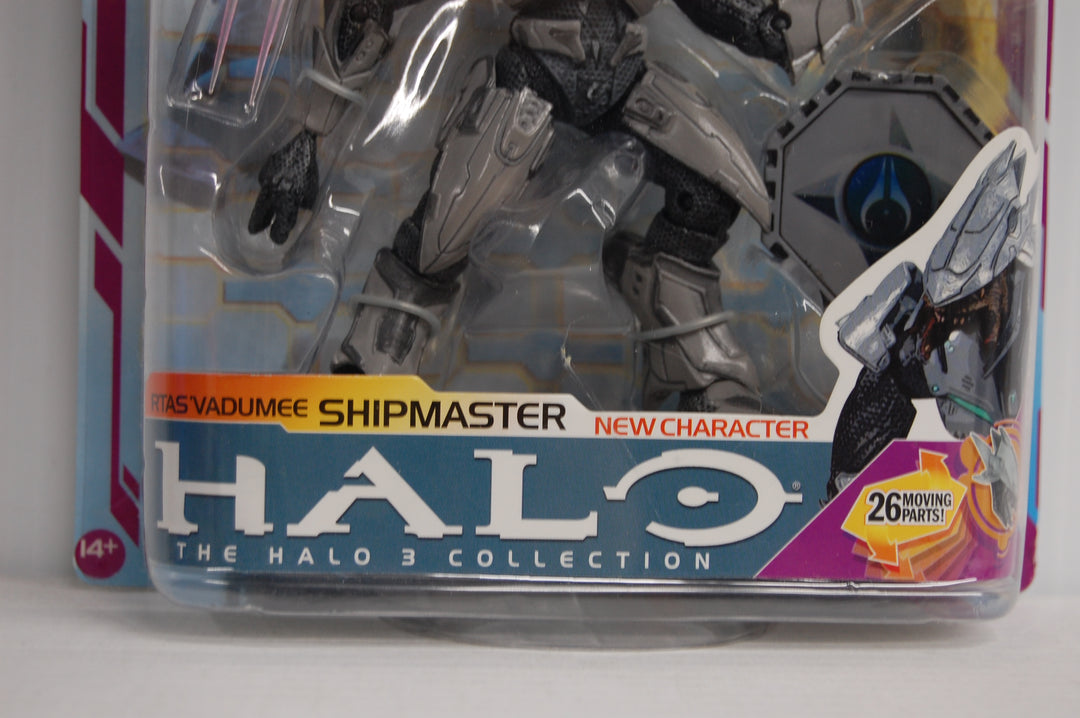 RTAS 'VADUMEE SHIPMASTER NEW CHARACTER
HALO®
THE HALO 3 COLLECTION
26 MOVING PARTS!
14+